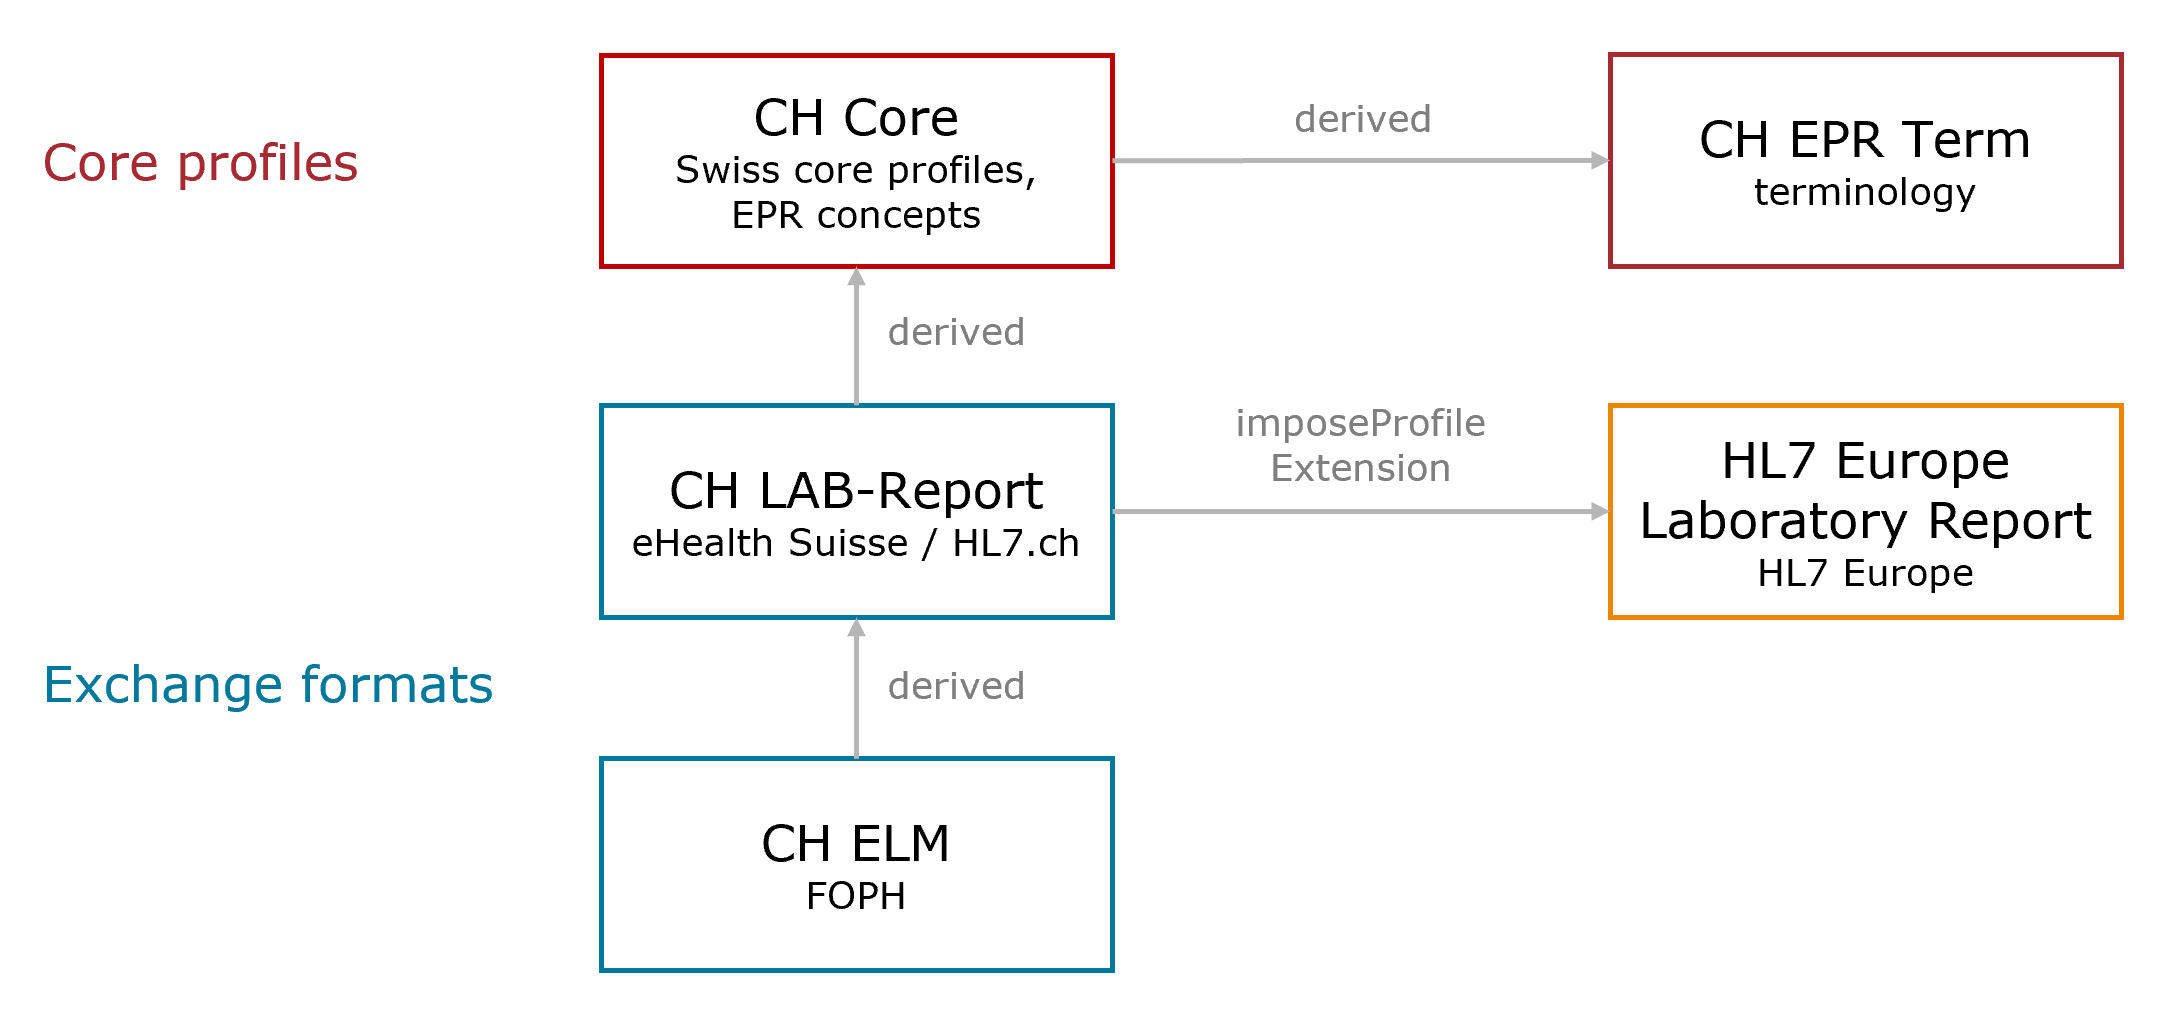 Core profiles
CH Core
Swiss core profiles,
EPR concepts
derived
CH EPR Term
terminology
derived
CH LAB-Report
eHealth Suisse / HL7.ch
imposeProfile
Extension
HL7 Europe
Laboratory Report
HL7 Europe
Exchange formats
derived
CH ELM
FOPH